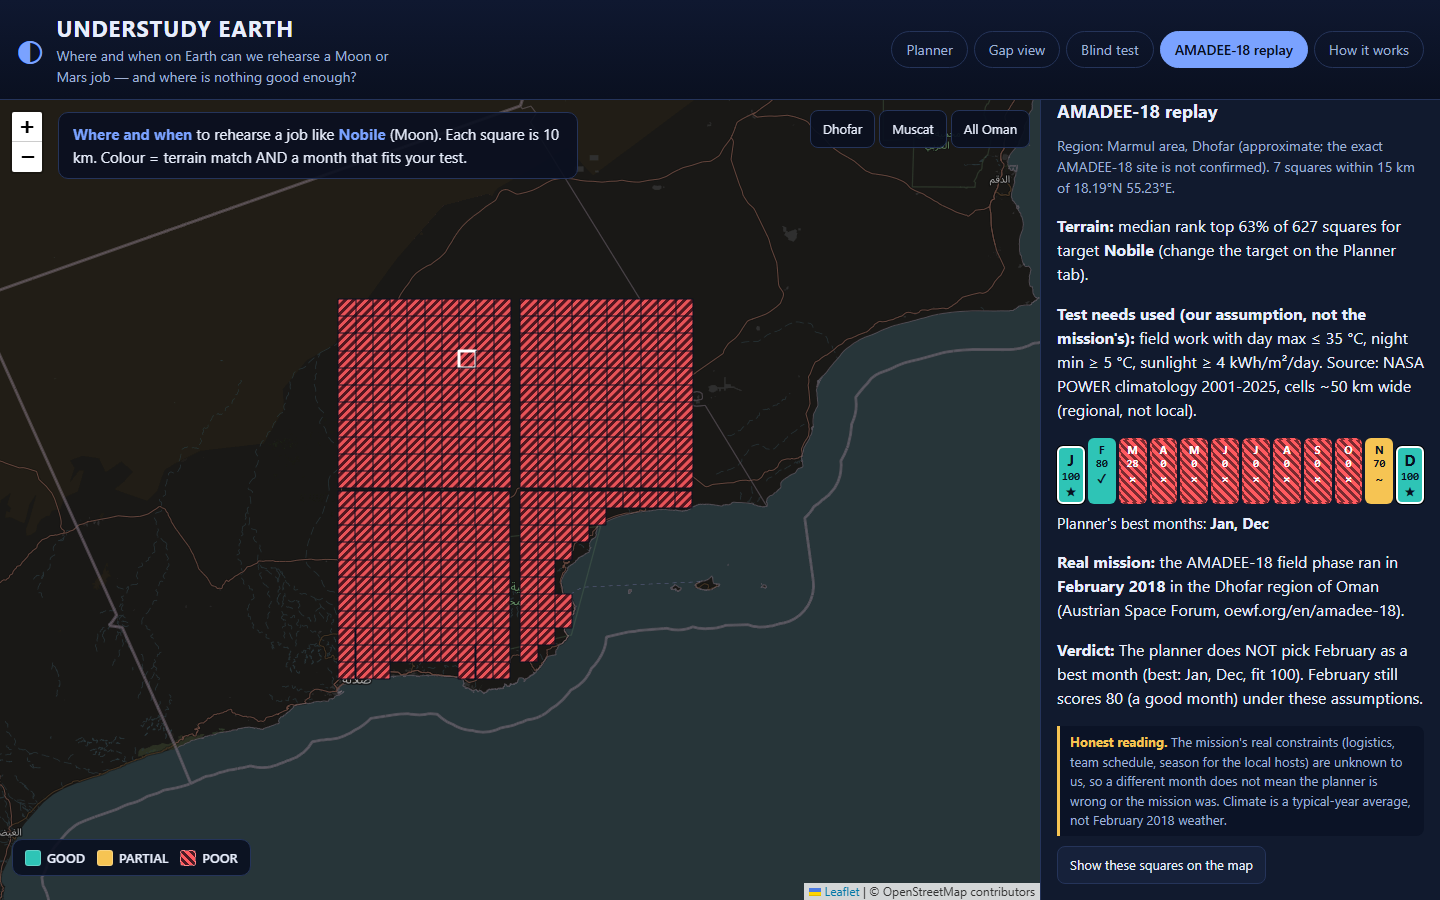 UNDERSTUDY EARTH
Where and when on Earth can we rehearse a Moon or
Mars job — and where is nothing good enough?
Planner
Gap view
Blind test
AMADEE-18 replay
How it works
+
−
Where and when to rehearse a job like Nobile (Moon). Each square is 10
km. Colour = terrain match AND a month that fits your test.
Dhofar
Muscat
All Oman
الدقم
صلالة
GOOD
PARTIAL
POOR
Leaflet | © OpenStreetMap contributors
AMADEE-18 replay
Region: Marmul area, Dhofar (approximate; the exact
AMADEE-18 site is not confirmed). 7 squares within 15 km
of 18.19°N 55.23°E.
Terrain: median rank top 63% of 627 squares for
target Nobile (change the target on the Planner
tab).
Test needs used (our assumption, not the
mission's): field work with day max ≤ 35 °C, night
min ≥ 5 °C, sunlight ≥ 4 kWh/m²/day. Source: NASA
POWER climatology 2001-2025, cells ~50 km wide
(regional, not local).
J F M A M J J A S O N D
100 80 28 0 0 0 0 0 0 0 70 100
★ ✓ × × × × × × × × ~ ★
Planner's best months: Jan, Dec
Real mission: the AMADEE-18 field phase ran in
February 2018 in the Dhofar region of Oman
(Austrian Space Forum, oewf.org/en/amadee-18).
Verdict: The planner does NOT pick February as a
best month (best: Jan, Dec, fit 100). February still
scores 80 (a good month) under these assumptions.
Honest reading. The mission's real constraints (logistics,
team schedule, season for the local hosts) are unknown to
us, so a different month does not mean the planner is
wrong or the mission was. Climate is a typical-year average,
not February 2018 weather.
Show these squares on the map